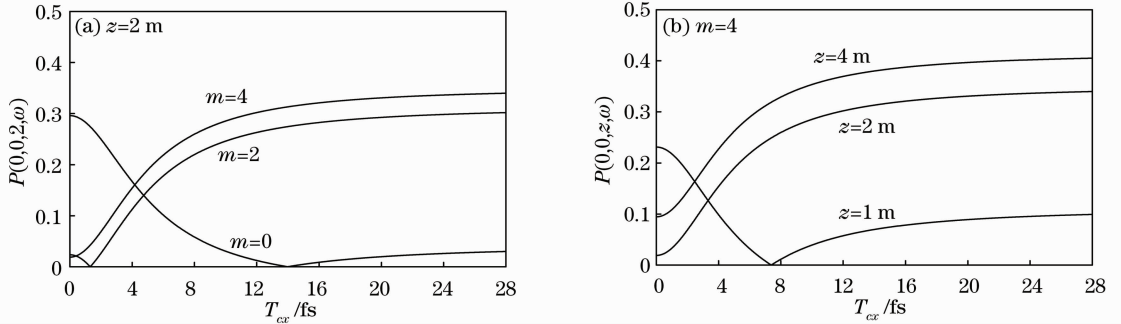 (a) z=2 m
0.5
0.4
0.3
0.2
0.1
0
P(0,0,2,ω)
m=4
m=2
m=0
0 4 8 12 16 20 24 28
T_cx /fs
(b) m=4
0.5
0.4
0.3
0.2
0.1
0
P(0,0,z,ω)
z=4 m
z=2 m
z=1 m
0 4 8 12 16 20 24 28
T_cx /fs